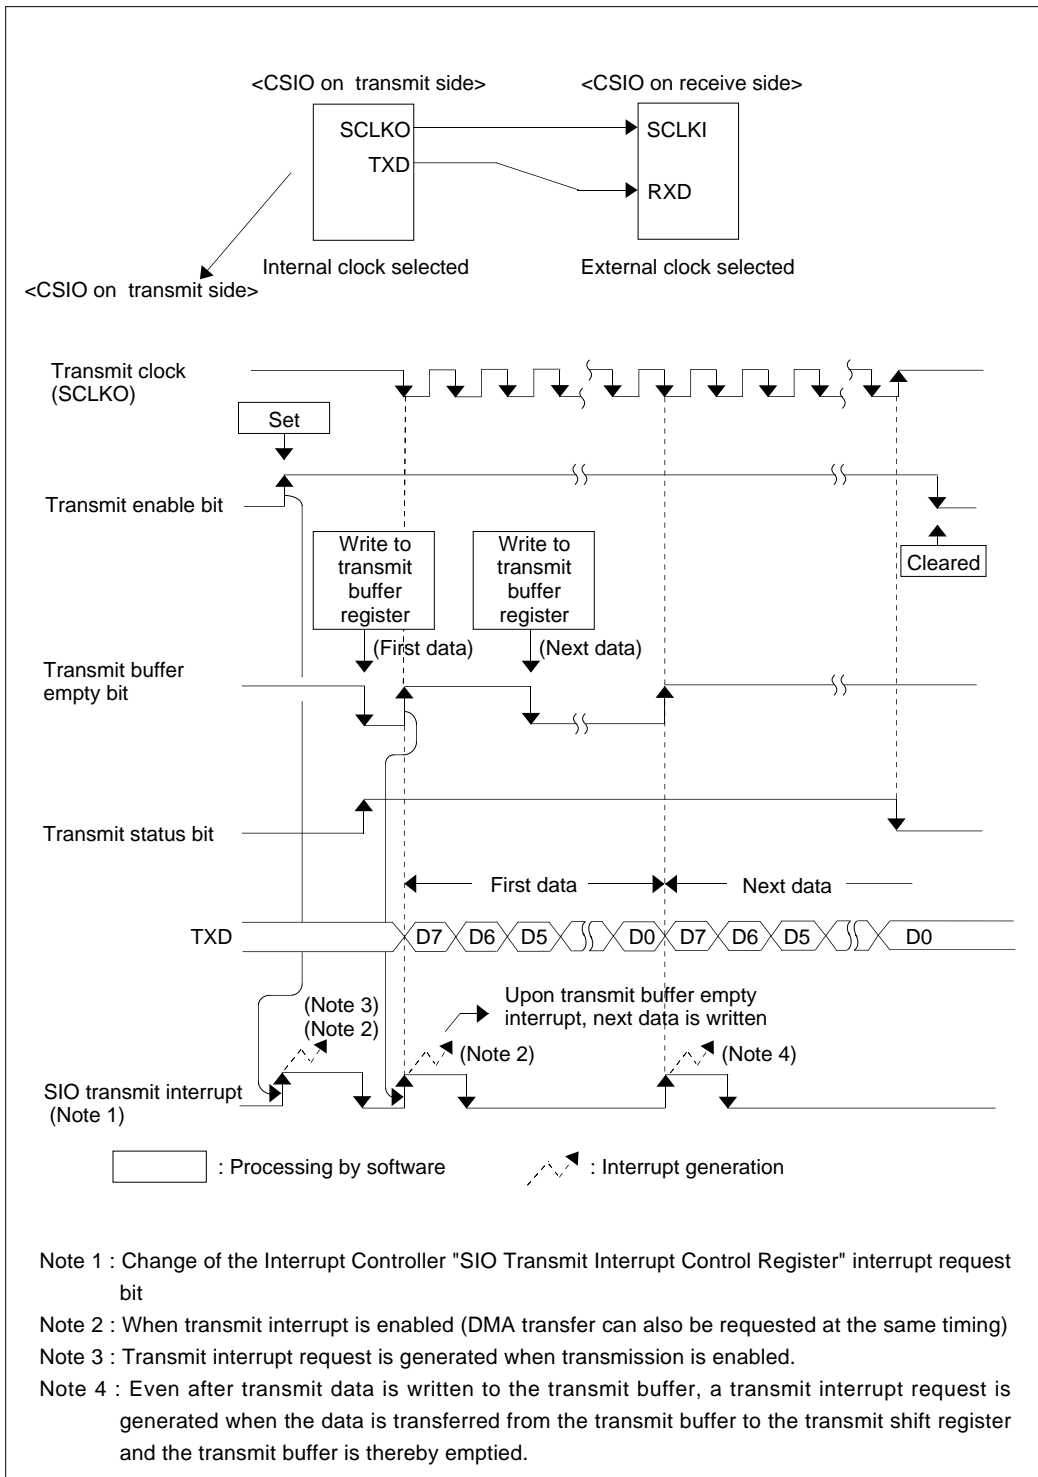 <CSIO on transmit side>
<CSIO on receive side>
SCLKO
SCLKI
TXD
RXD
Internal clock selected
External clock selected
<CSIO on transmit side>
Transmit clock
(SCLKO)
Set
Transmit enable bit
Write to
transmit
buffer
register
Write to
transmit
buffer
register
Cleared
(First data)
(Next data)
Transmit buffer
empty bit
Transmit status bit
First data
Next data
TXD
D7
D6
D5
D0
D7
D6
D5
D0
(Note 3)
(Note 2)
Upon transmit buffer empty
interrupt, next data is written
(Note 2)
(Note 4)
SIO transmit interrupt
(Note 1)
: Processing by software
: Interrupt generation
Note 1 : Change of the Interrupt Controller "SIO Transmit Interrupt Control Register" interrupt request
bit
Note 2 : When transmit interrupt is enabled (DMA transfer can also be requested at the same timing)
Note 3 : Transmit interrupt request is generated when transmission is enabled.
Note 4 : Even after transmit data is written to the transmit buffer, a transmit interrupt request is
generated when the data is transferred from the transmit buffer to the transmit shift register
and the transmit buffer is thereby emptied.